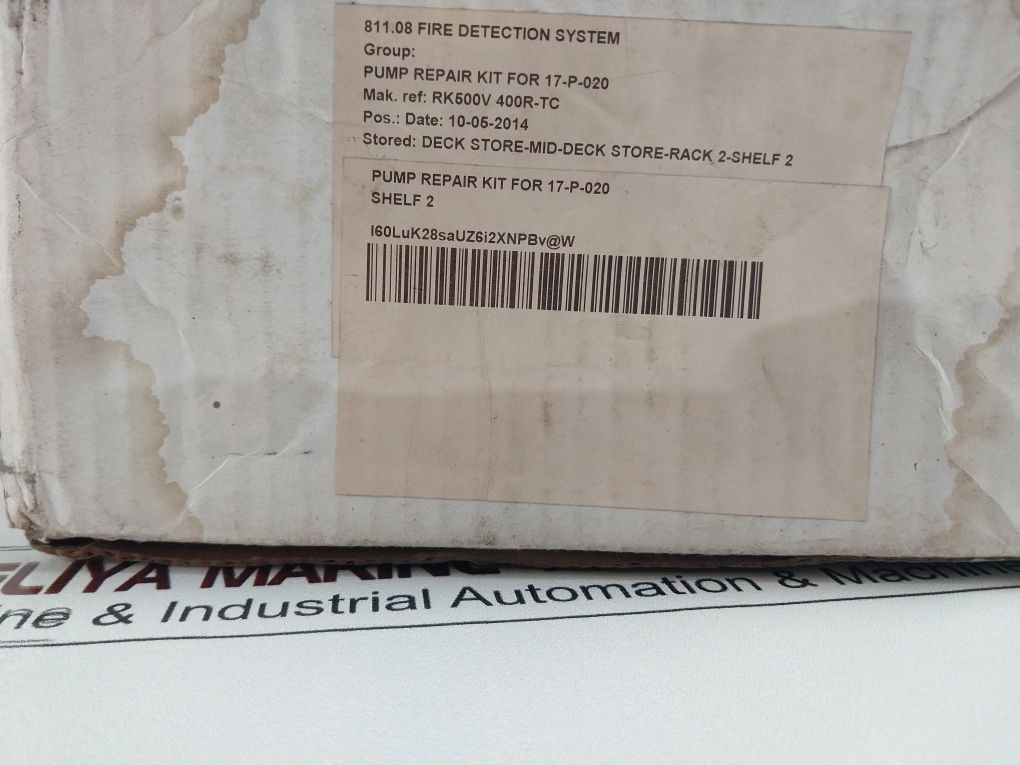 811.08 FIRE DETECTION SYSTEM
Group:
PUMP REPAIR KIT FOR 17-P-020
Mak. ref: RK500V 400R-TC
Pos.: Date: 10-05-2014
Stored: DECK STORE-MID-DECK STORE-RACK 2-SHELF 2
PUMP REPAIR KIT FOR 17-P-020
SHELF 2
I60LuK28saUZ6i2XNPBv@W
& Industrial Automation &